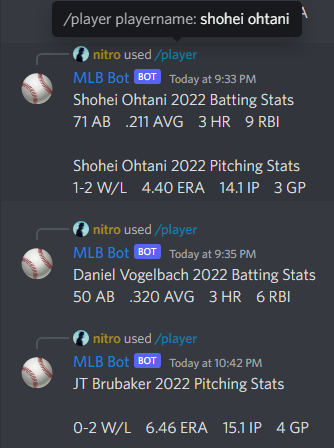 /player playername: shohei ohtani
nitro used /player
MLB Bot BOT Today at 9:33 PM
Shohei Ohtani 2022 Batting Stats
71 AB .211 AVG 3 HR 9 RBI
Shohei Ohtani 2022 Pitching Stats
1-2 W/L 4.40 ERA 14.1 IP 3 GP
nitro used /player
MLB Bot BOT Today at 9:35 PM
Daniel Vogelbach 2022 Batting Stats
50 AB .320 AVG 3 HR 6 RBI
nitro used /player
MLB Bot BOT Today at 10:42 PM
JT Brubaker 2022 Pitching Stats
0-2 W/L 6.46 ERA 15.1 IP 4 GP